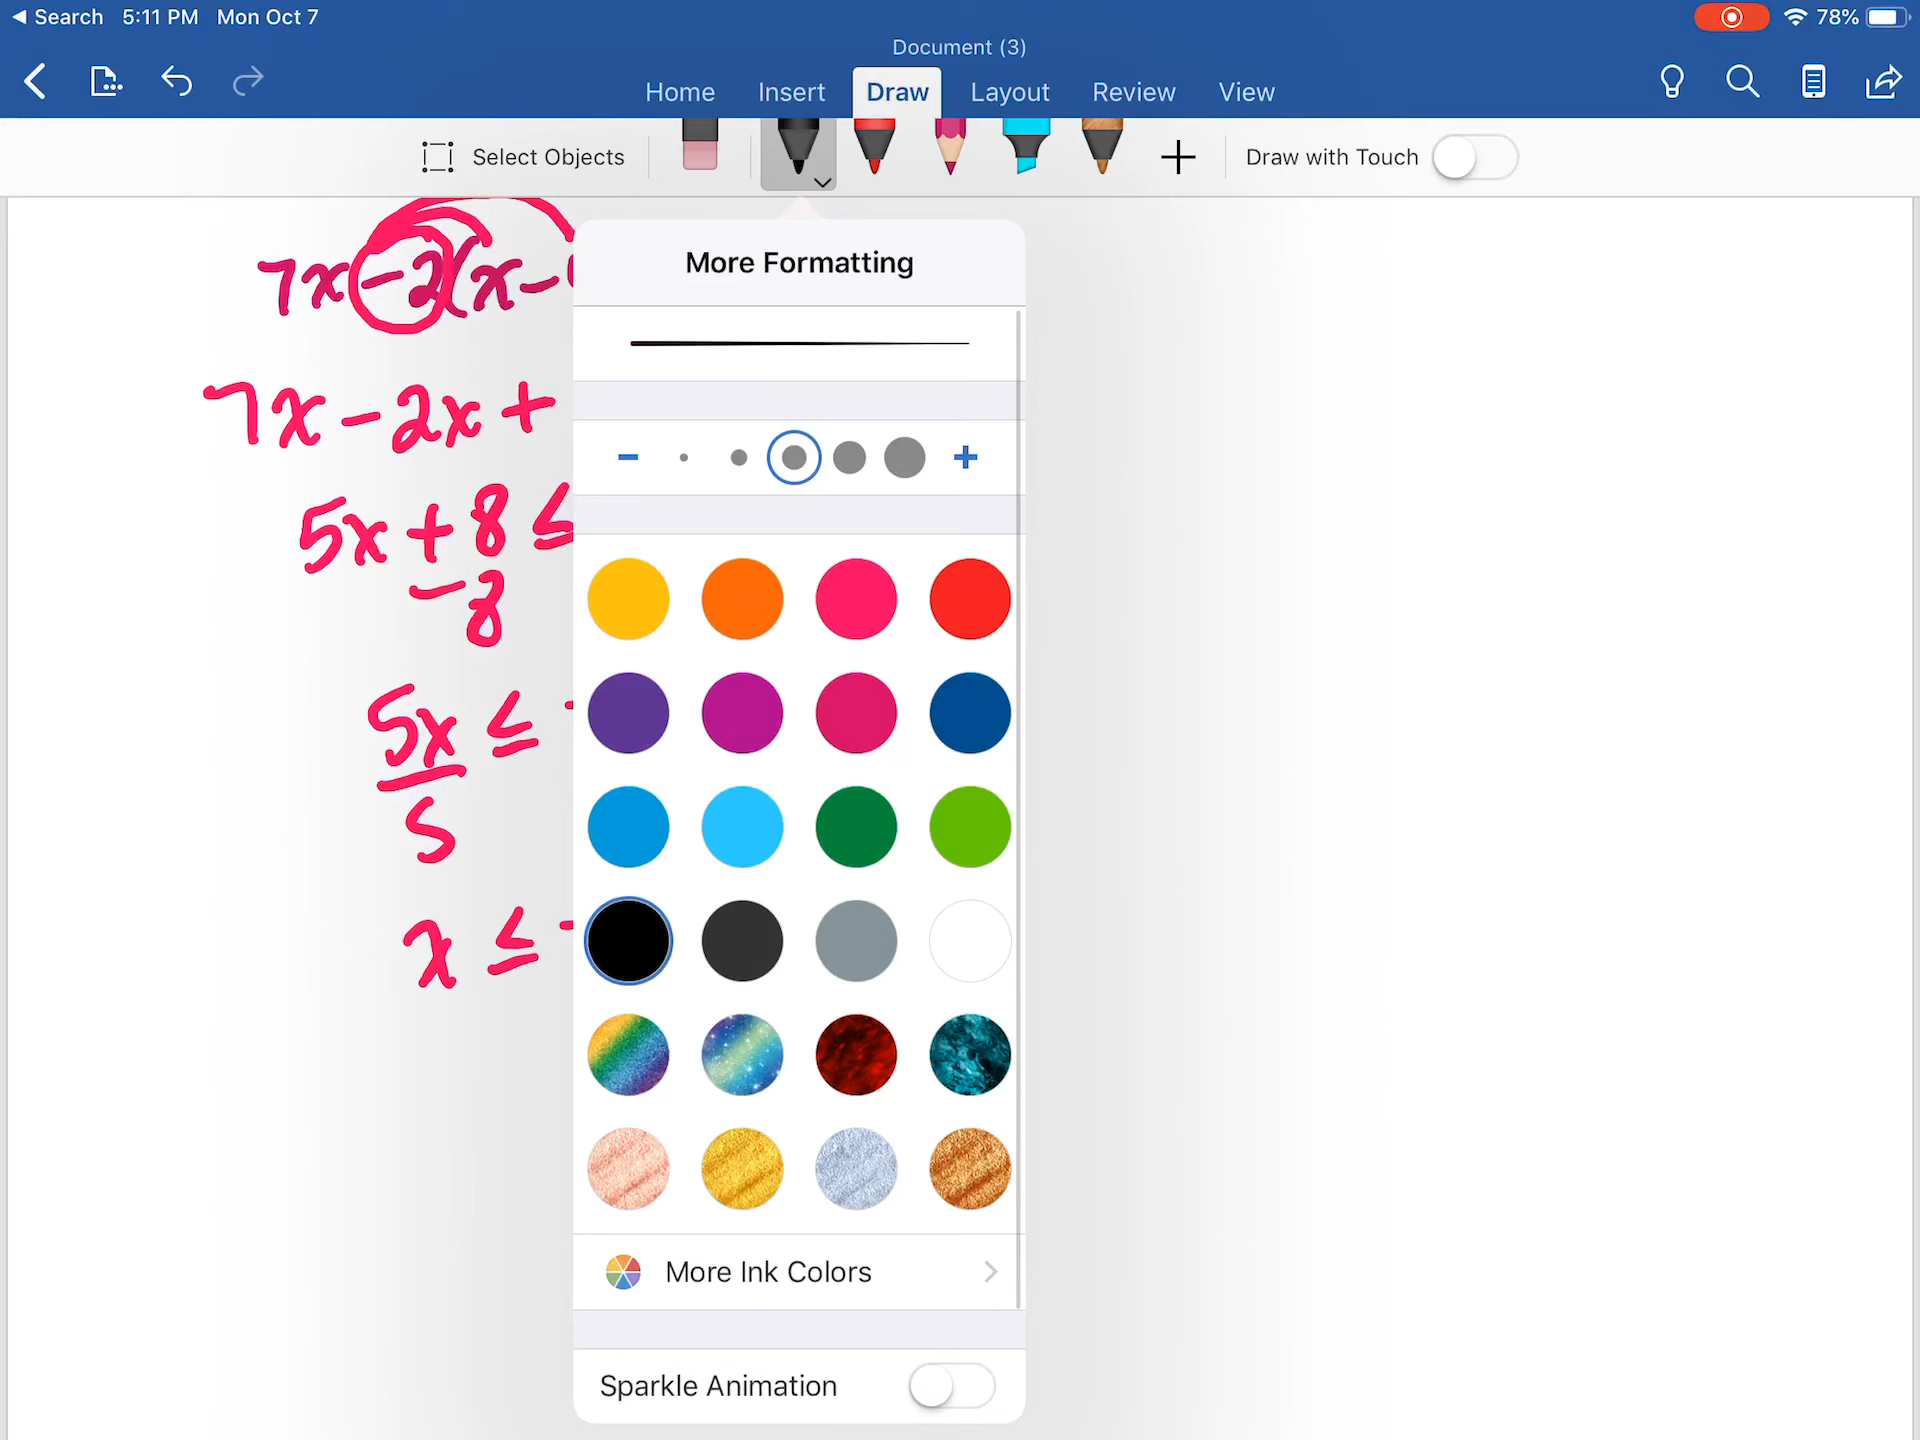 Search 5:11 PM Mon Oct 7 78%
Document (3)
Home Insert Draw Layout Review View
Select Objects Draw with Touch
More Formatting
7x-2(x-
7x-2x+
5x+8≤
-8
5x≤-
5
x≤-
More Ink Colors
Sparkle Animation